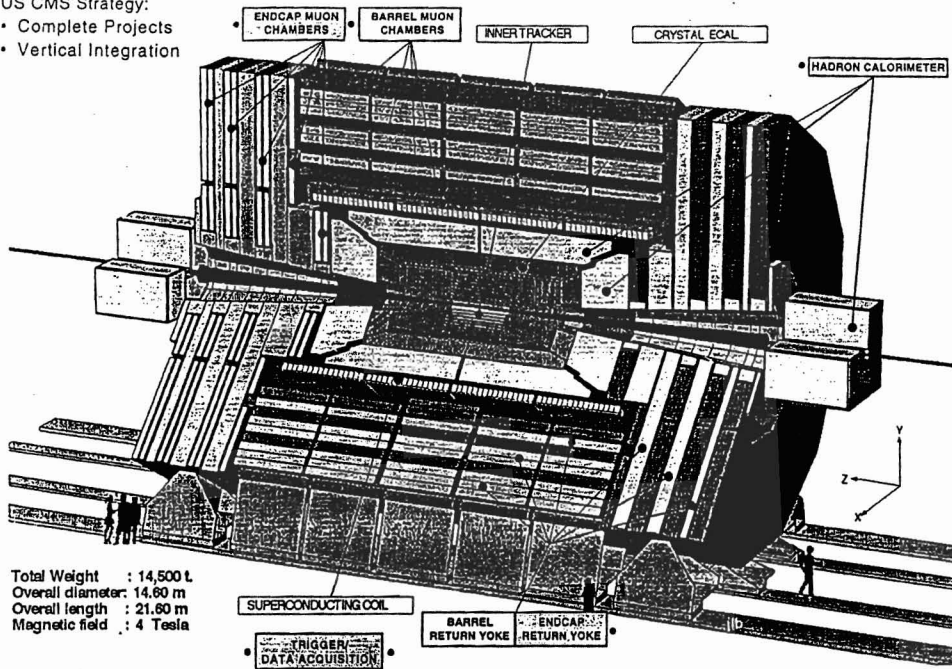 US CMS Strategy:
• Complete Projects
• Vertical Integration
• ENDCAP MUON CHAMBERS •
BARREL MUON CHAMBERS
INNER TRACKER
CRYSTAL ECAL
• HADRON CALORIMETER
Y
Z
X
Total Weight : 14,500 t.
Overall diameter: 14.60 m
Overall length : 21.60 m
Magnetic field : 4 Tesla
SUPERCONDUCTING COIL
BARREL RETURN YOKE
ENDCAP RETURN YOKE •
• TRIGGER/ DATA ACQUISITION •
jlb